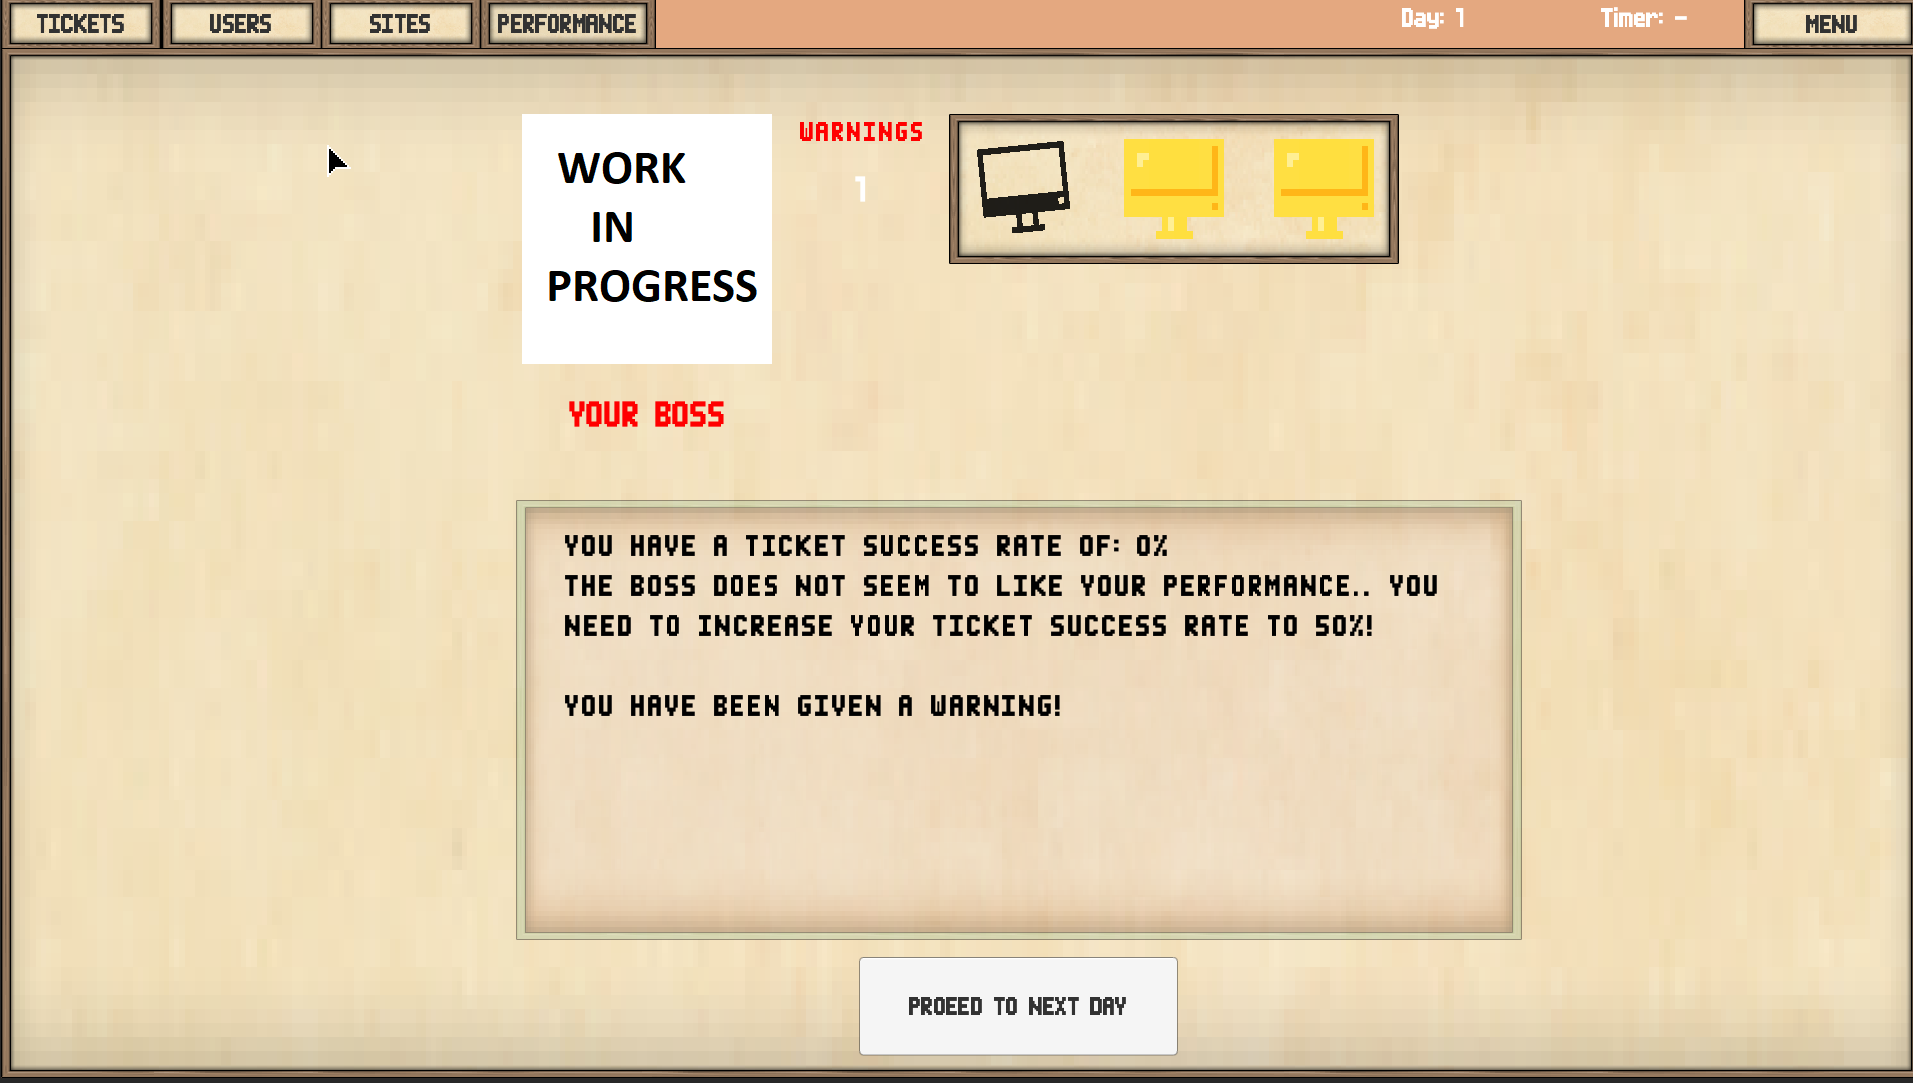 TICKETS USERS SITES PERFORMANCE Day: 1 Timer: - MENU
WORK
IN
PROGRESS
WARNINGS
1
YOUR BOSS
YOU HAVE A TICKET SUCCESS RATE OF: 0%
THE BOSS DOES NOT SEEM TO LIKE YOUR PERFORMANCE.. YOU
NEED TO INCREASE YOUR TICKET SUCCESS RATE TO 50%!
YOU HAVE BEEN GIVEN A WARNING!
PROEED TO NEXT DAY